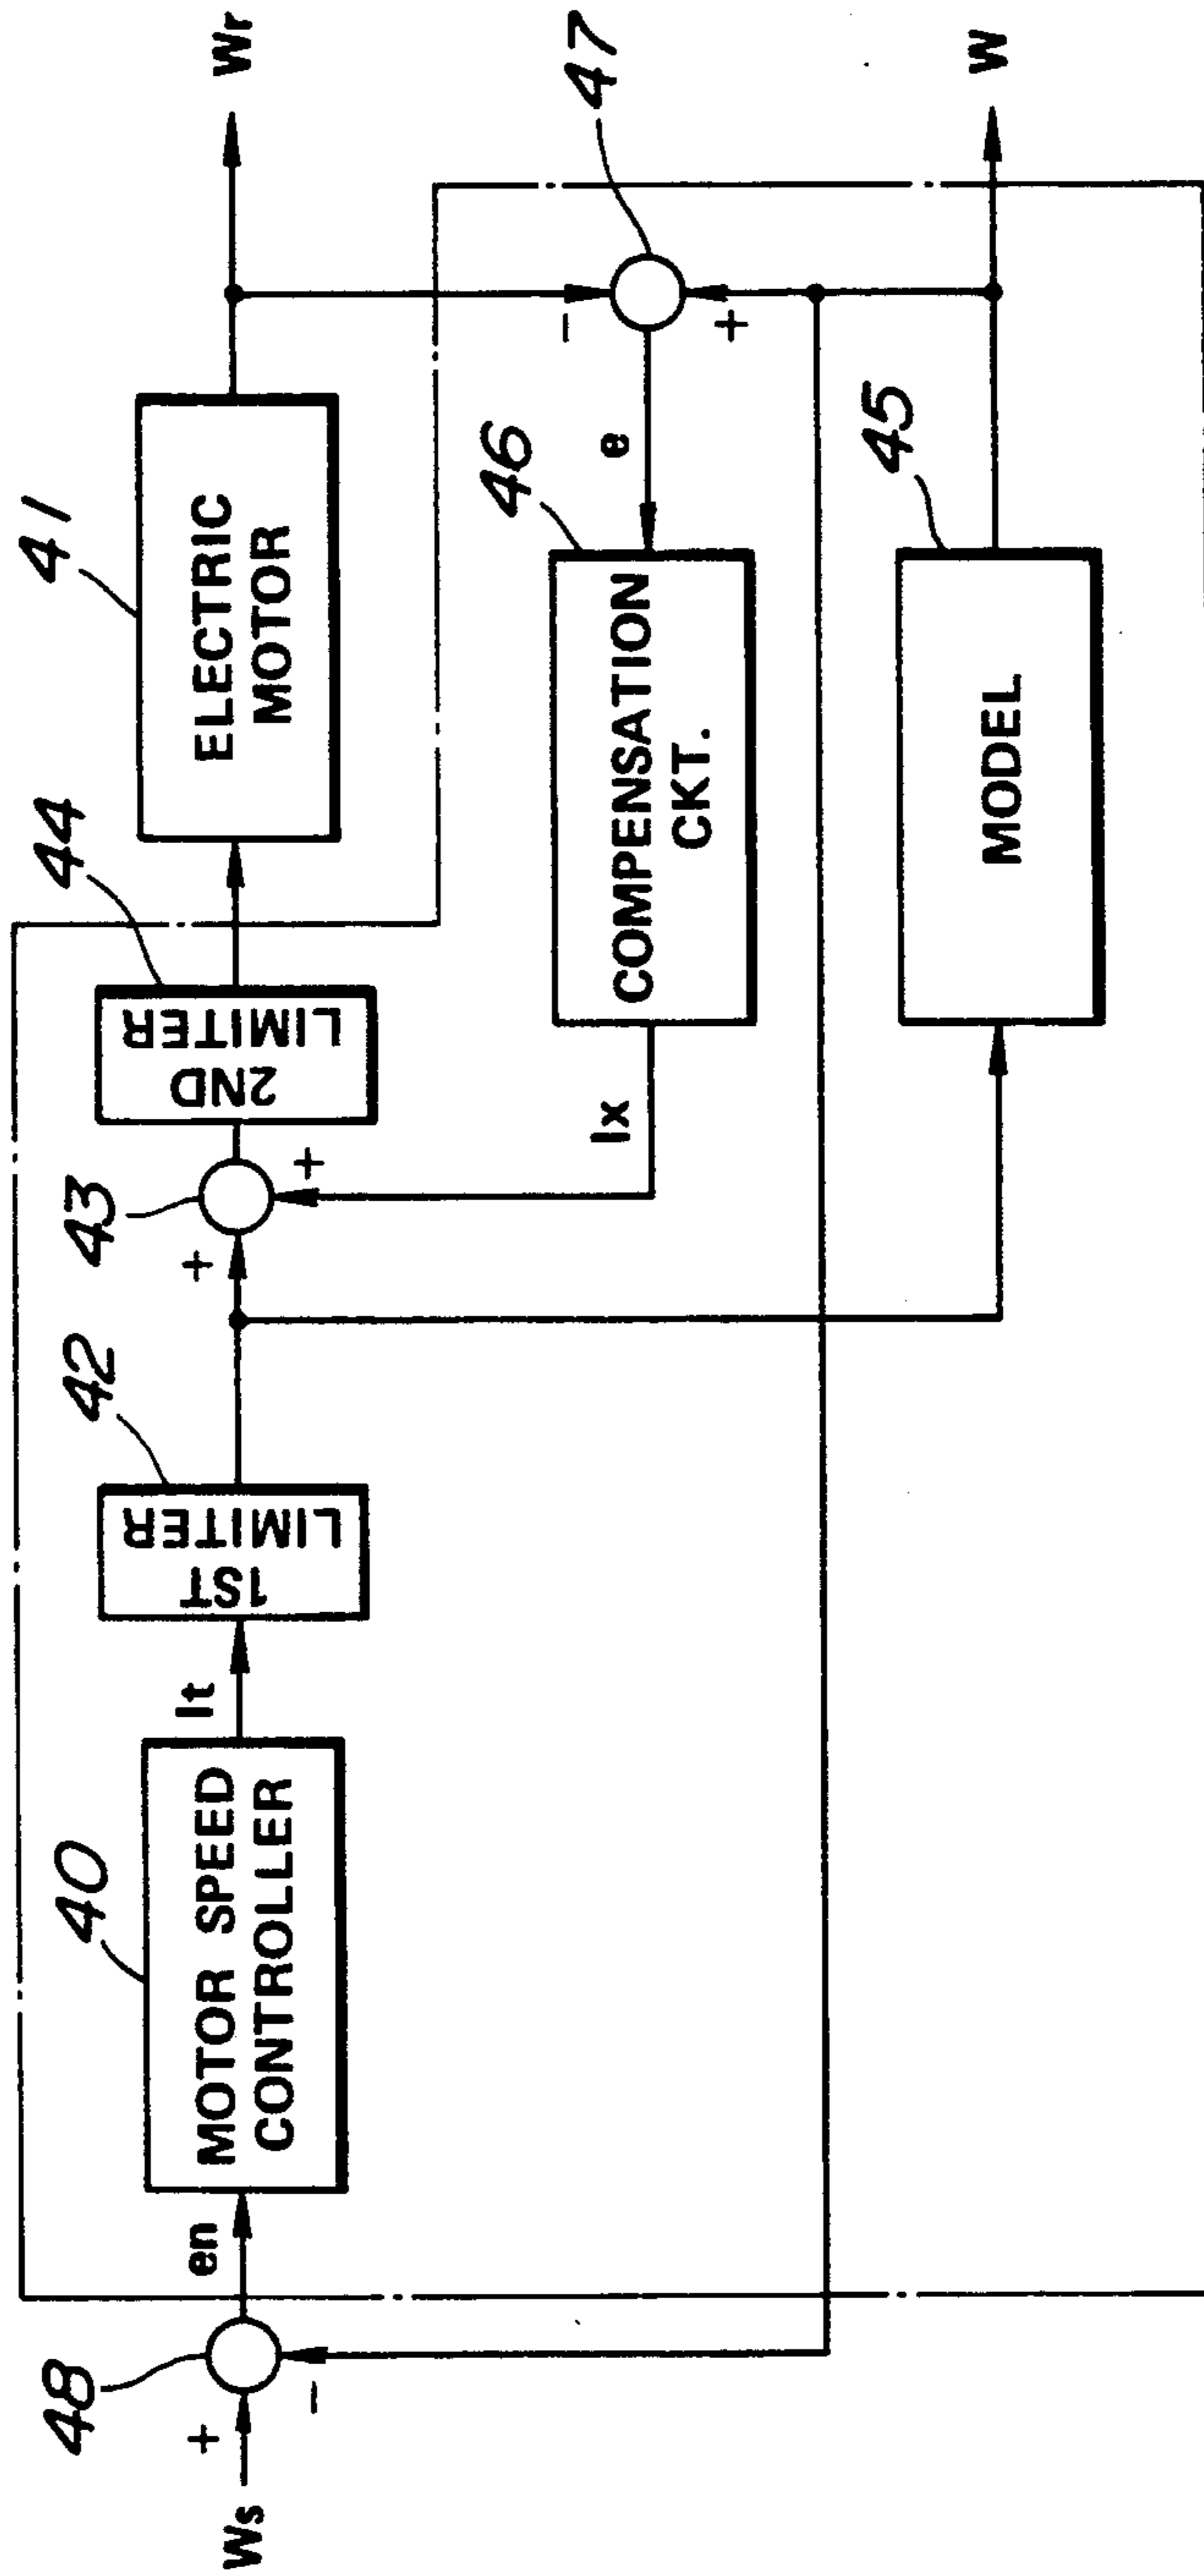 48
Ws
+
-
en
40
MOTOR SPEED
CONTROLLER
It
42
1ST
LIMITER
+
43
+
44
2ND
LIMITER
41
ELECTRIC
MOTOR
Wr
Ix
46
COMPENSATION
CKT.
e
-
+
47
45
MODEL
W